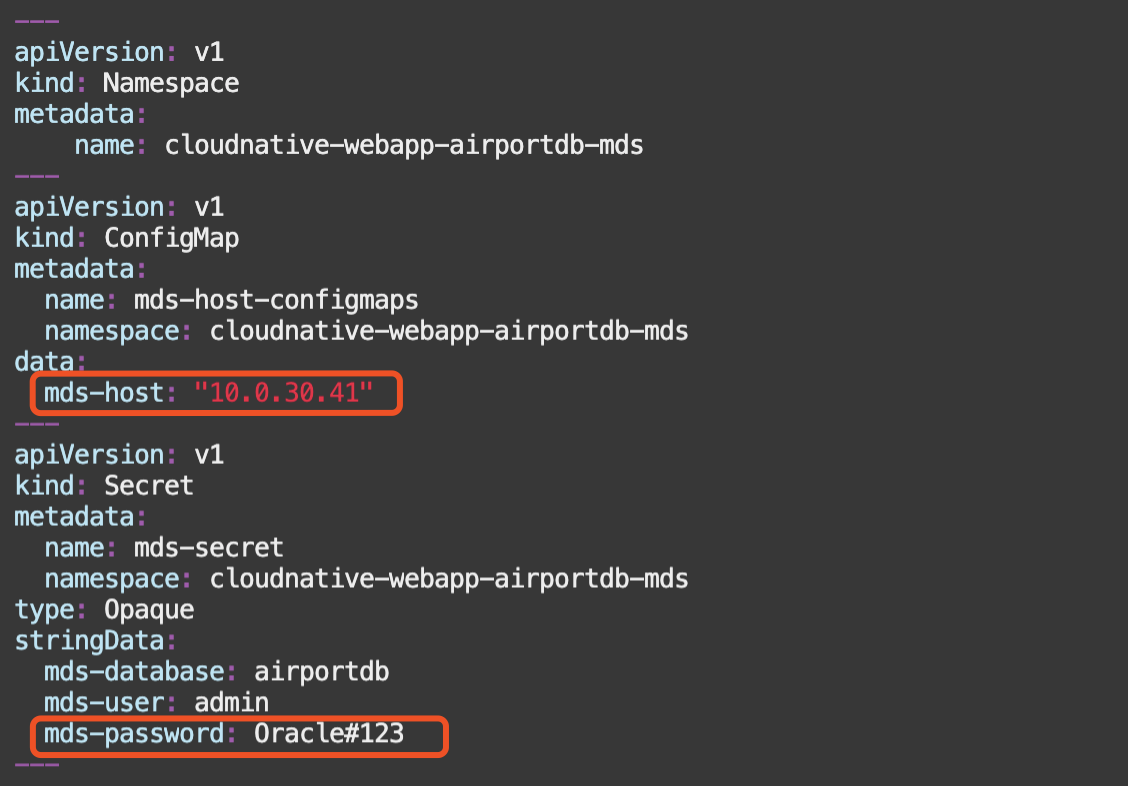 ---
apiVersion: v1
kind: Namespace
metadata:
    name: cloudnative-webapp-airportdb-mds
---
apiVersion: v1
kind: ConfigMap
metadata:
  name: mds-host-configmaps
  namespace: cloudnative-webapp-airportdb-mds
data:
  mds-host: "10.0.30.41"
---
apiVersion: v1
kind: Secret
metadata:
  name: mds-secret
  namespace: cloudnative-webapp-airportdb-mds
type: Opaque
stringData:
  mds-database: airportdb
  mds-user: admin
  mds-password: Oracle#123
---